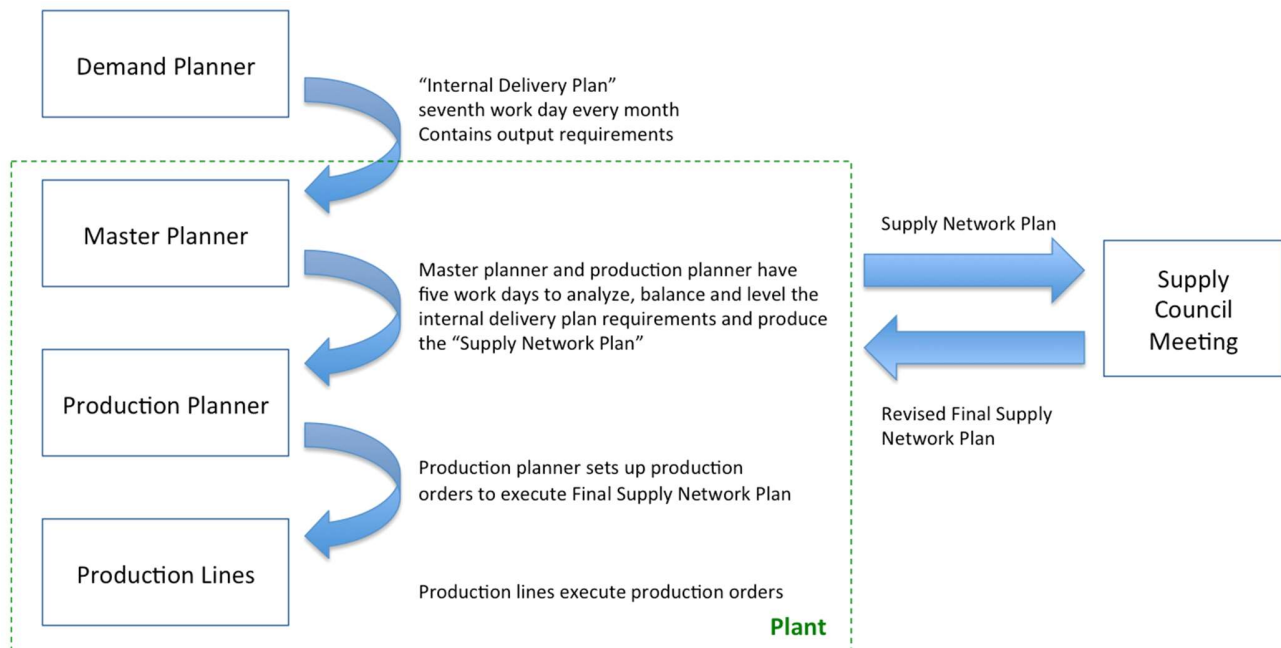 Demand Planner
“Internal Delivery Plan”
seventh work day every month
Contains output requirements
Master Planner
Master planner and production planner have
five work days to analyze, balance and level the
internal delivery plan requirements and produce
the “Supply Network Plan”
Production Planner
Production planner sets up production
orders to execute Final Supply Network Plan
Production Lines
Production lines execute production orders
Plant
Supply Network Plan
Supply
Council
Meeting
Revised Final Supply
Network Plan